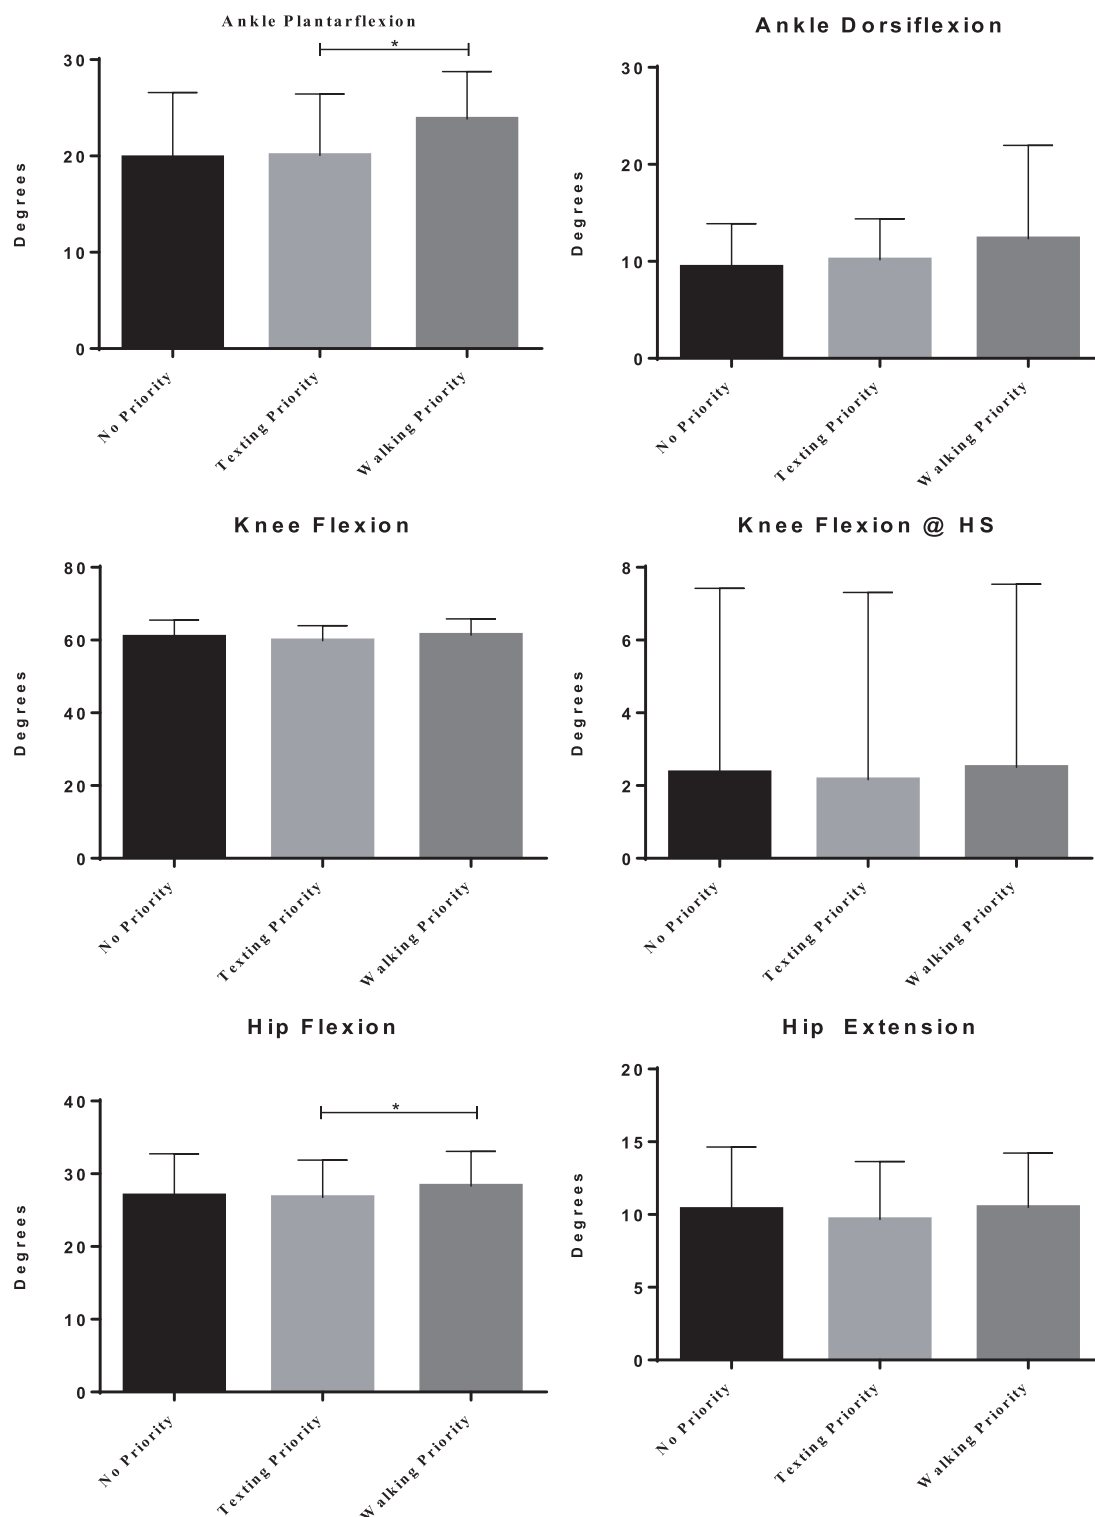 Ankle Plantarflexion
*
30
20
10
0
Degrees
No Priority
Texting Priority
Walking Priority
Ankle Dorsiflexion
30
20
10
0
Degrees
No Priority
Texting Priority
Walking Priority
Knee Flexion
80
60
40
20
0
Degrees
No Priority
Texting Priority
Walking Priority
Knee Flexion @ HS
8
6
4
2
0
Degrees
No Priority
Texting Priority
Walking Priority
Hip Flexion
*
40
30
20
10
0
Degrees
No Priority
Texting Priority
Walking Priority
Hip Extension
20
15
10
5
0
Degrees
No Priority
Texting Priority
Walking Priority